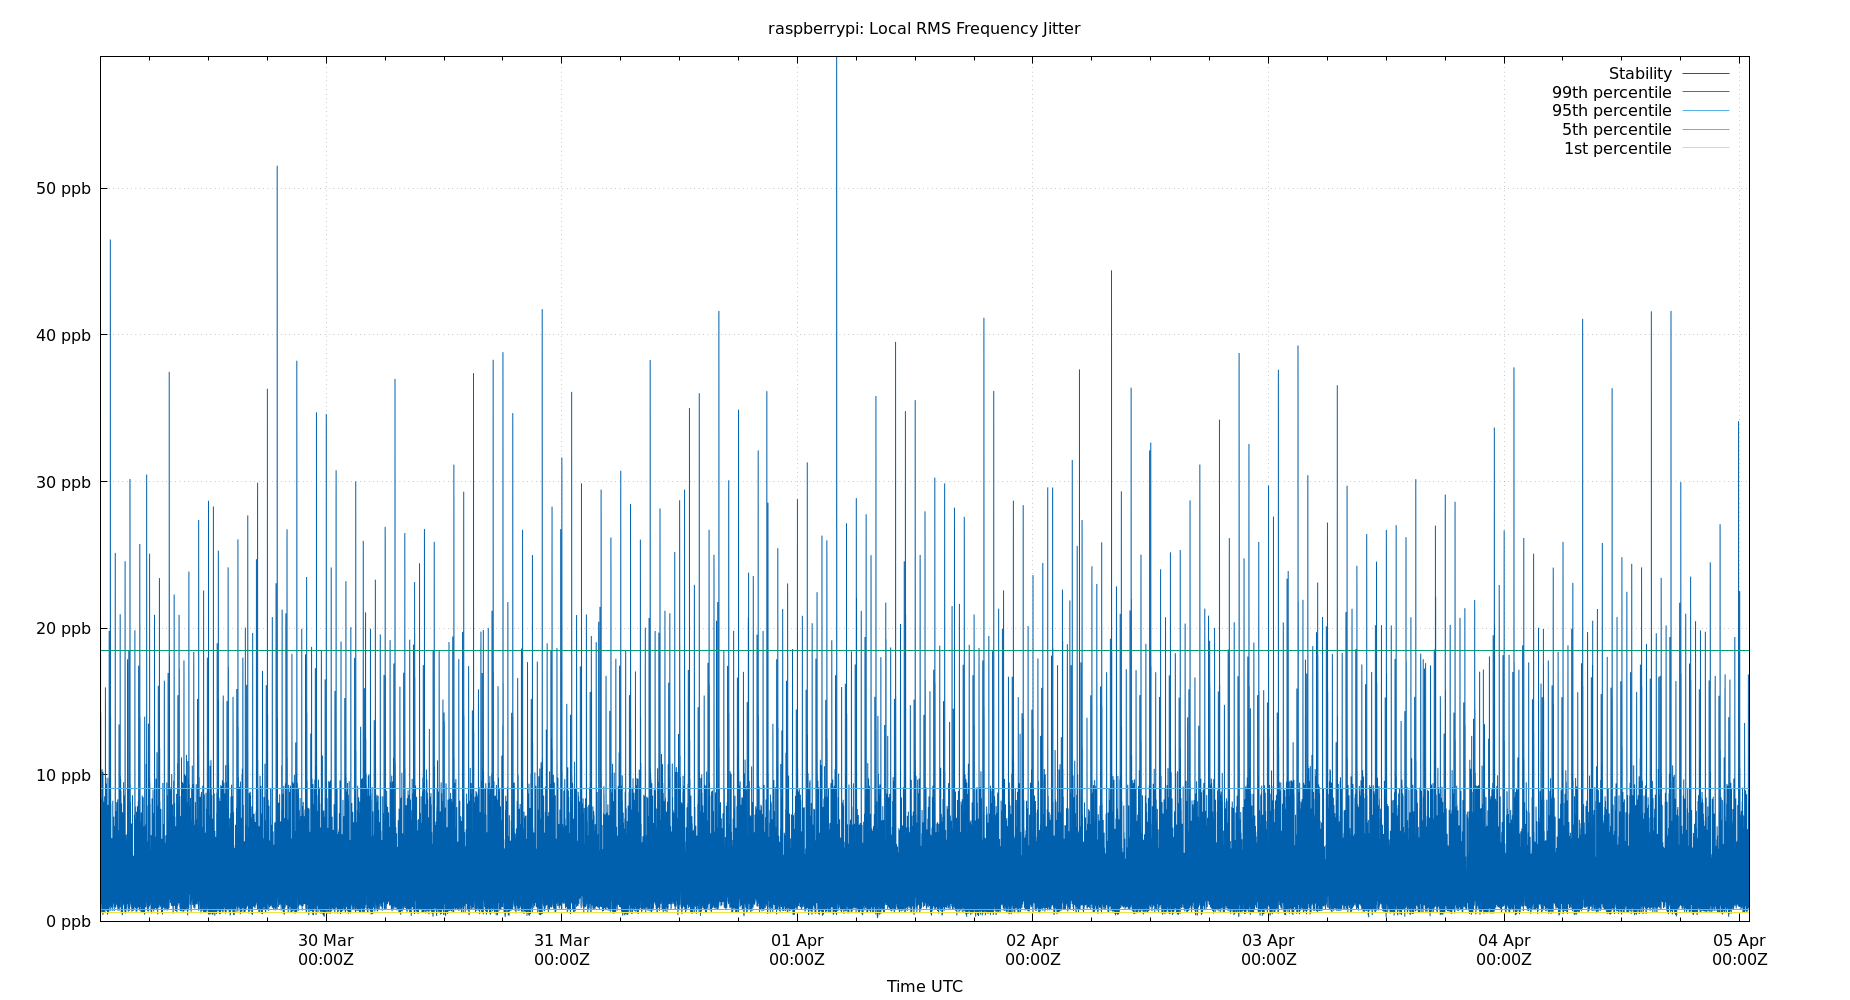 raspberrypi: Local RMS Frequency Jitter
Stability
99th percentile
95th percentile
5th percentile
1st percentile
50 ppb
40 ppb
30 ppb
20 ppb
10 ppb
0 ppb
30 Mar 31 Mar 01 Apr 02 Apr 03 Apr 04 Apr 05 Apr
00:00Z 00:00Z 00:00Z 00:00Z 00:00Z 00:00Z 00:00Z
Time UTC